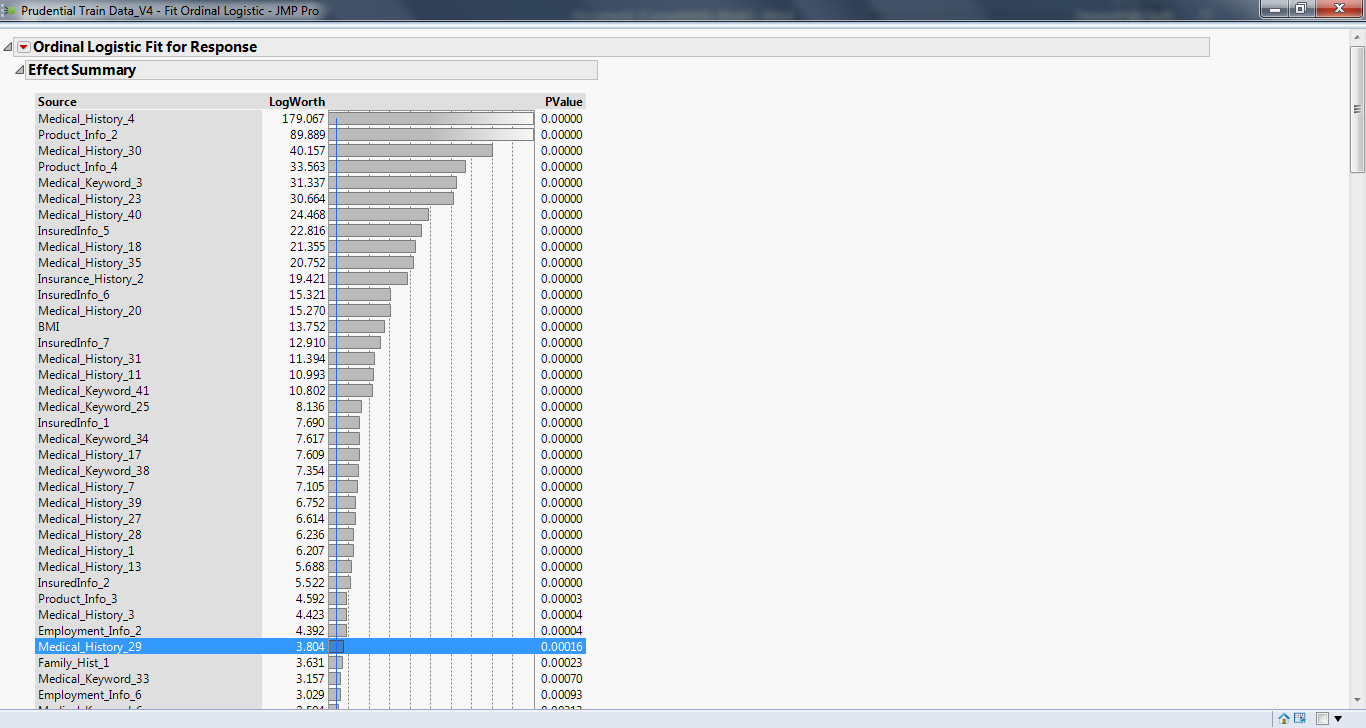 Prudential Train Data_V4 - Fit Ordinal Logistic - JMP Pro
Ordinal Logistic Fit for Response
Effect Summary
Source LogWorth PValue
Medical_History_4 179.067 0.00000
Product_Info_2 89.889 0.00000
Medical_History_30 40.157 0.00000
Product_Info_4 33.563 0.00000
Medical_Keyword_3 31.337 0.00000
Medical_History_23 30.664 0.00000
Medical_History_40 24.468 0.00000
InsuredInfo_5 22.816 0.00000
Medical_History_18 21.355 0.00000
Medical_History_35 20.752 0.00000
Insurance_History_2 19.421 0.00000
InsuredInfo_6 15.321 0.00000
Medical_History_20 15.270 0.00000
BMI 13.752 0.00000
InsuredInfo_7 12.910 0.00000
Medical_History_31 11.394 0.00000
Medical_History_11 10.993 0.00000
Medical_Keyword_41 10.802 0.00000
Medical_Keyword_25 8.136 0.00000
InsuredInfo_1 7.690 0.00000
Medical_Keyword_34 7.617 0.00000
Medical_History_17 7.609 0.00000
Medical_Keyword_38 7.354 0.00000
Medical_History_7 7.105 0.00000
Medical_History_39 6.752 0.00000
Medical_History_27 6.614 0.00000
Medical_History_28 6.236 0.00000
Medical_History_1 6.207 0.00000
Medical_History_13 5.688 0.00000
InsuredInfo_2 5.522 0.00000
Product_Info_3 4.592 0.00003
Medical_History_3 4.423 0.00004
Employment_Info_2 4.392 0.00004
Medical_History_29 3.804 0.00016
Family_Hist_1 3.631 0.00023
Medical_Keyword_33 3.157 0.00070
Employment_Info_6 3.029 0.00093